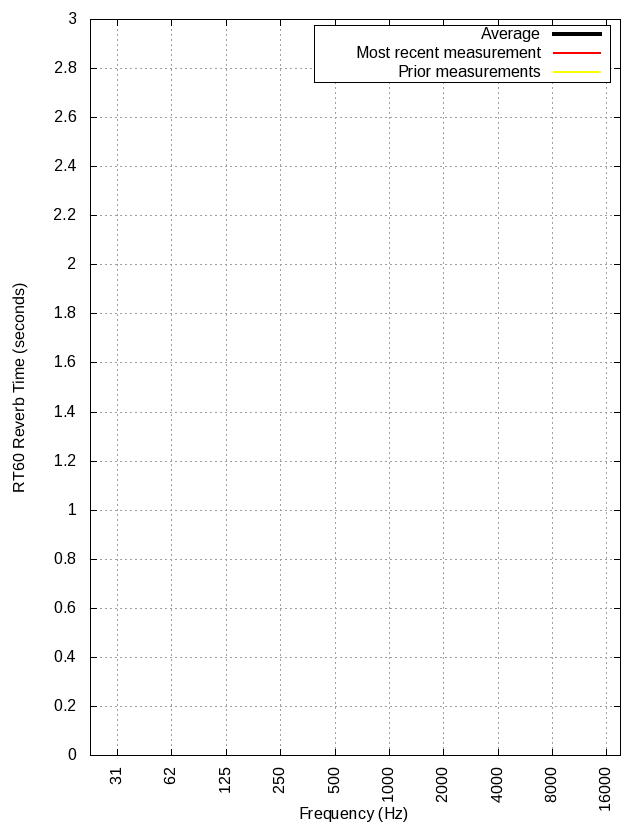 Average
Most recent measurement
Prior measurements
3
2.8
2.6
2.4
2.2
2
1.8
1.6
1.4
1.2
1
0.8
0.6
0.4
0.2
0
RT60 Reverb Time (seconds)
31 62 125 250 500 1000 2000 4000 8000 16000
Frequency (Hz)